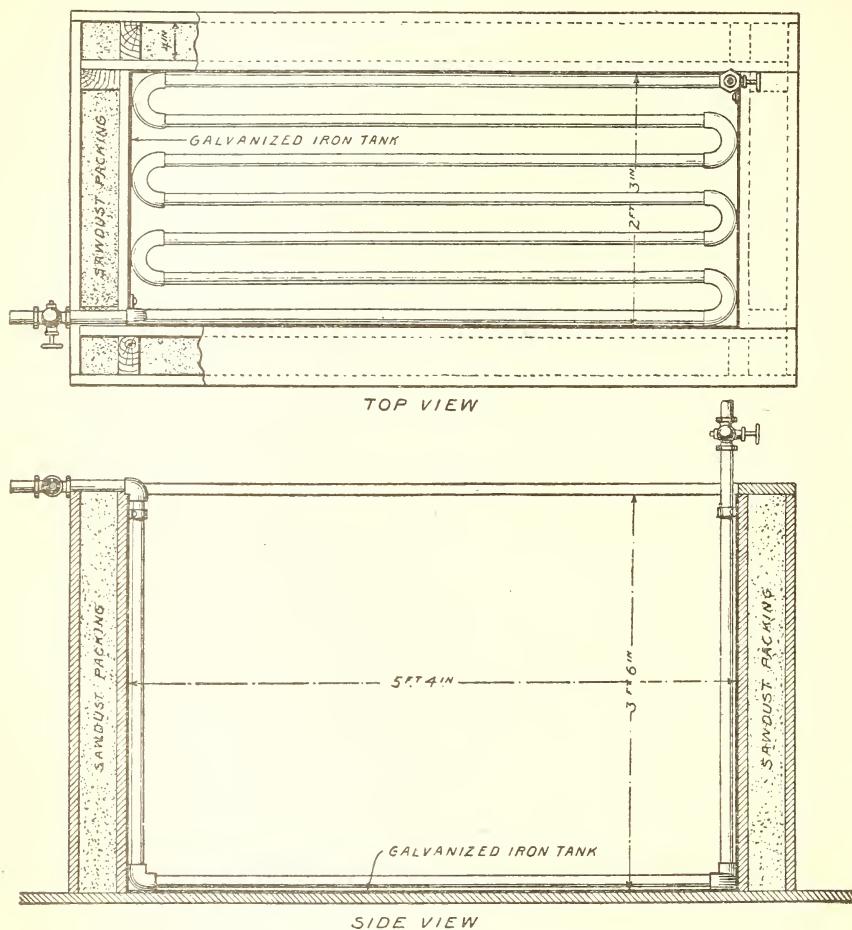 4 IN
GALVANIZED IRON TANK
SAWDUST PACKING
2 FT 3 IN
TOP VIEW
SAWDUST PACKING
5 FT 4 IN
3 FT 6 IN
SAWDUST PACKING
GALVANIZED IRON TANK
SIDE VIEW